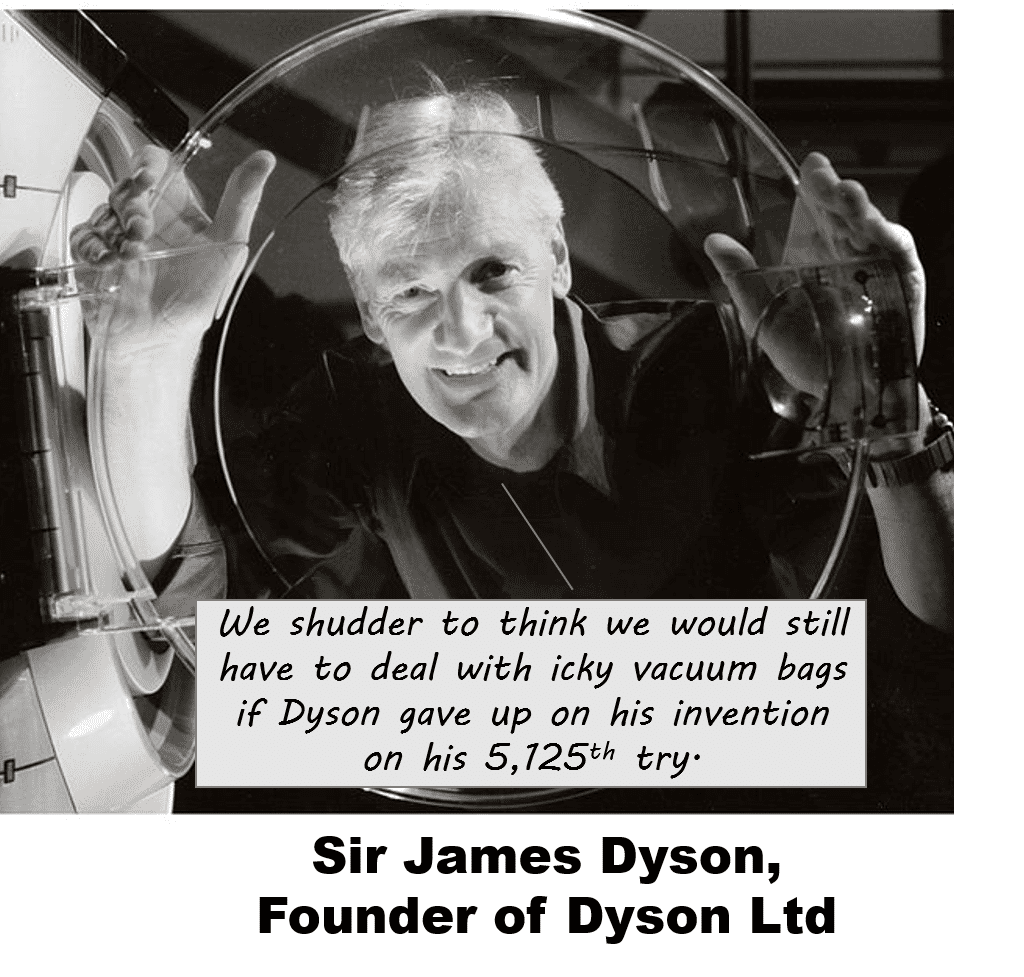 We shudder to think we would still
have to deal with icky vacuum bags
if Dyson gave up on his invention
on his 5,125th try.
Sir James Dyson,
Founder of Dyson Ltd